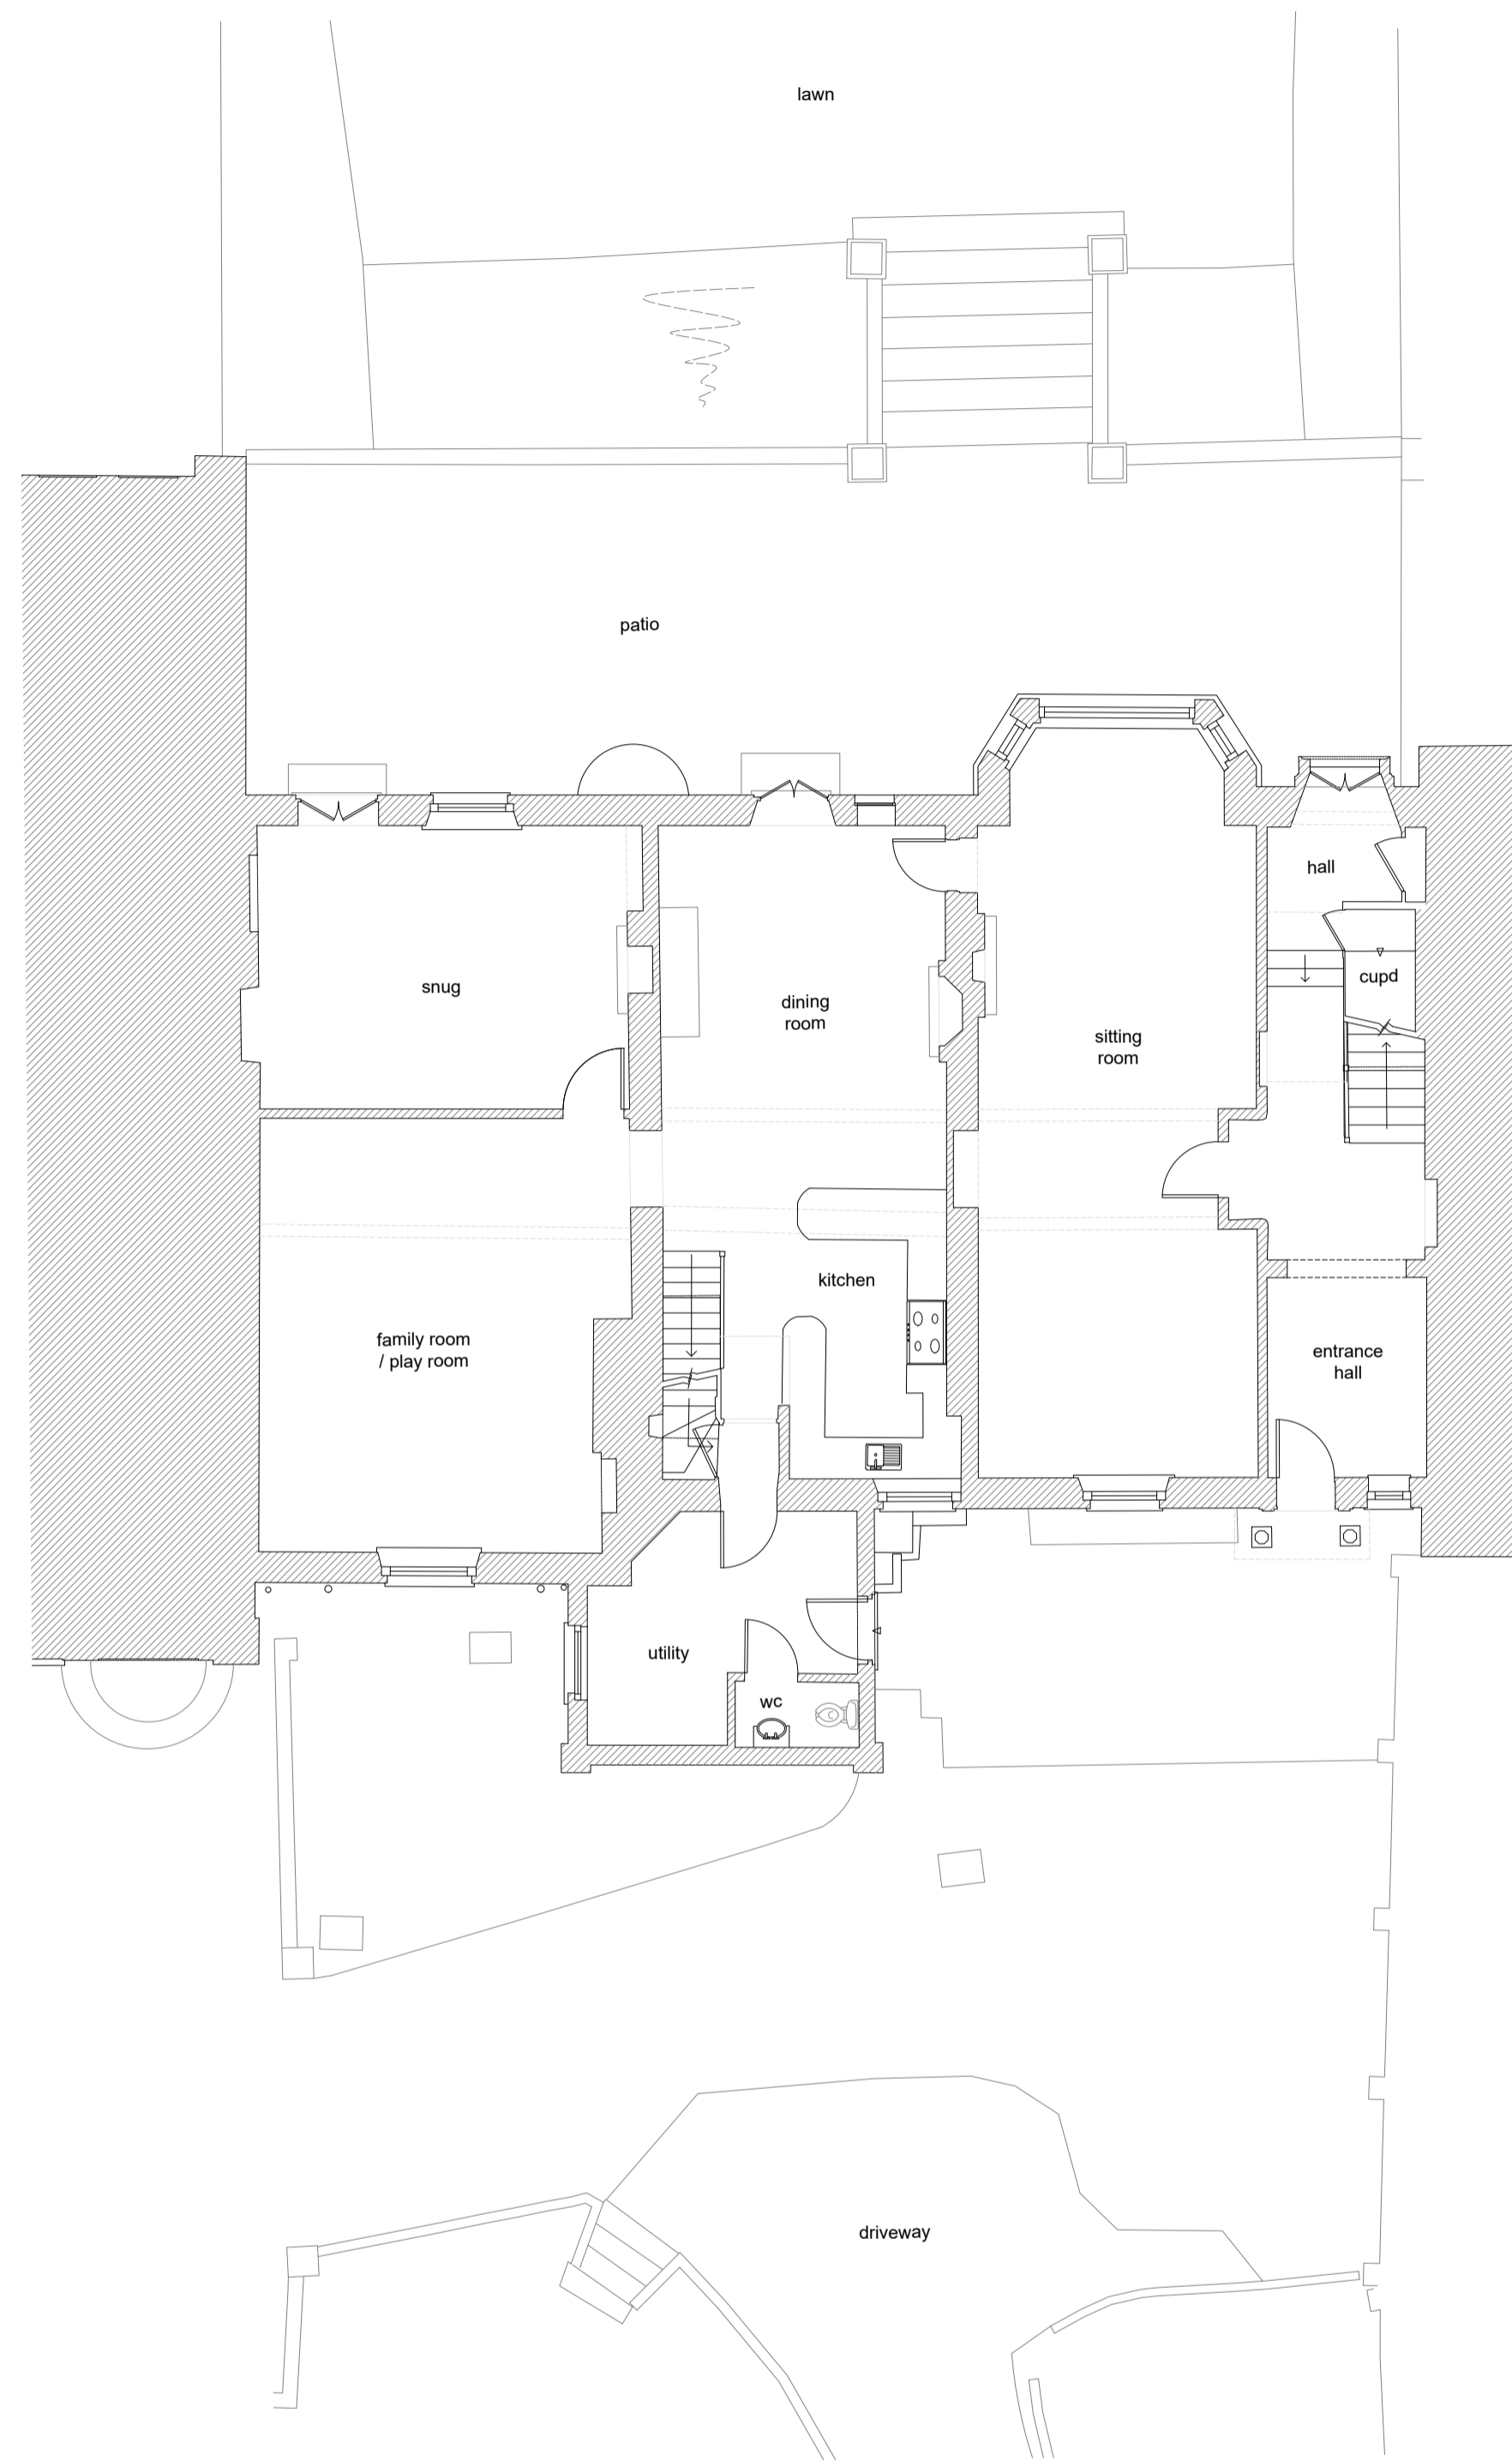 lawn
patio
hall
snug
cupd
dining
room
sitting
room
kitchen
family room
/ play room
entrance
hall
utility
wc
driveway